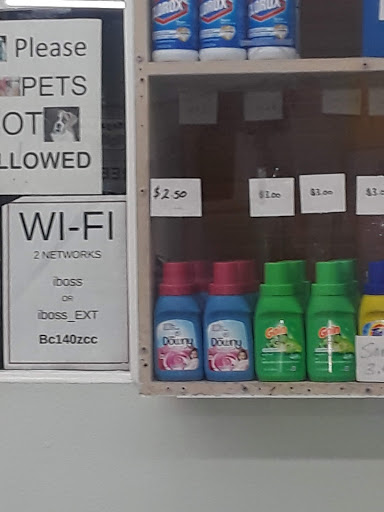 Please
PETS
OT
LLOWED
WI-FI
2 NETWORKS
iboss
OR
iboss_EXT
Bc140zcc
$2.50
$3.00
$3.00
Downy
Downy
Gain
Gain